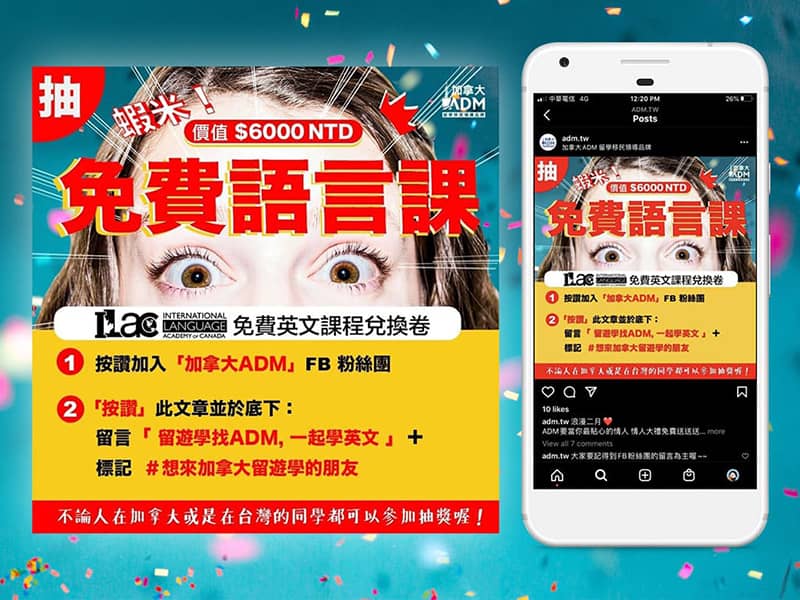 抽
蝦米！
加拿大
ADM
價值 $6000 NTD
免費語言課
ILAC INTERNATIONAL
LANGUAGE
ACADEMY OF CANADA
免費英文課程兌換卷
1 按讚加入「加拿大ADM」FB 粉絲團
2 「按讚」此文章並於底下：
留言「 留遊學找ADM, 一起學英文 」 +
標記 #想來加拿大留遊學的朋友
不論人在加拿大或是在台灣的同學都可以參加抽獎喔！
中華電信 4G 12:20 PM 26%
ADM.TW
Posts
adm.tw
加拿大ADM 留學移民領導品牌
抽
蝦米！
加拿大
ADM
價值 $6000 NTD
免費語言課
ILAC INTERNATIONAL
LANGUAGE
ACADEMY OF CANADA
免費英文課程兌換卷
1 按讚加入「加拿大ADM」FB 粉絲團
2 「按讚」此文章並於底下：
留言「 留遊學找ADM, 一起學英文 」 +
標記 #想來加拿大留遊學的朋友
不論人在加拿大或是在台灣的同學都可以參加抽獎喔！
10 likes
adm.tw 浪漫二月❤️
ADM要當你最貼心的情人 情人大禮免費送送送... more
View all 7 comments
adm.tw 大家要記得到FB粉絲團的留言為主喔~~